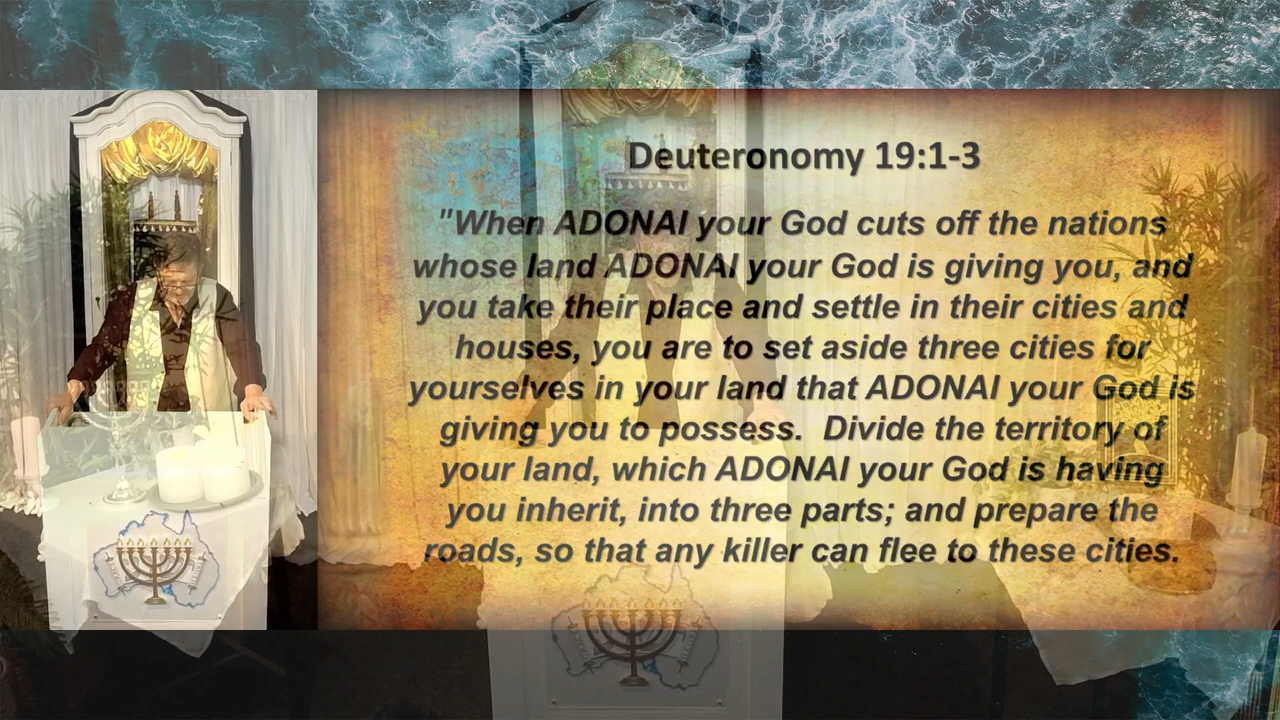 Deuteronomy 19:1-3
"When ADONAI your God cuts off the nations
whose land ADONAI your God is giving you, and
you take their place and settle in their cities and
houses, you are to set aside three cities for
yourselves in your land that ADONAI your God is
giving you to possess.  Divide the territory of
your land, which ADONAI your God is having
you inherit, into three parts; and prepare the
roads, so that any killer can flee to these cities.